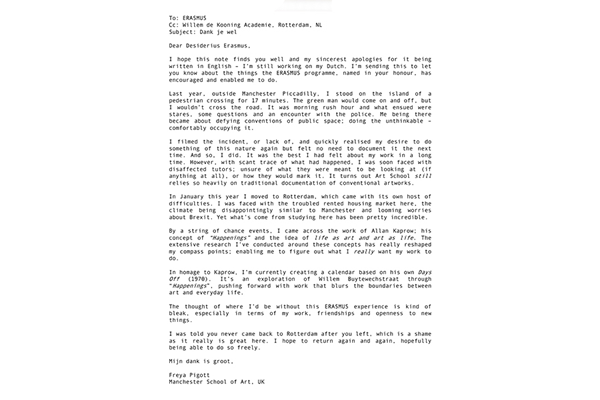 To: ERASMUS
Cc: Willem de Kooning Academie, Rotterdam, NL
Subject: Dank je wel
Dear Desiderius Erasmus,
I hope this note finds you well and my sincerest apologies for it being
written in English – I'm still working on my Dutch. I'm sending this to let
you know about the things the ERASMUS programme, named in your honour, has
encouraged and enabled me to do.
Last year, outside Manchester Piccadilly, I stood on the island of a
pedestrian crossing for 17 minutes. The green man would come on and off, but
I wouldn't cross the road. It was morning rush hour and what ensued were
stares, some questions and an encounter with the police. Me being there
became about defying conventions of public space; doing the unthinkable –
comfortably occupying it.
I filmed the incident, or lack of, and quickly realised my desire to do
something of this nature again but felt no need to document it the next
time. And so, I did. It was the best I had felt about my work in a long
time. However, with scant trace of what had happened, I was soon faced with
disaffected tutors; unsure of what they were meant to be looking at (if
anything at all), or how they would mark it. It turns out Art School still
relies so heavily on traditional documentation of conventional artworks.
In January this year I moved to Rotterdam, which came with its own host of
difficulties. I was faced with the troubled rented housing market here, the
climate being disappointingly similar to Manchester and looming worries
about Brexit. Yet what's come from studying here has been pretty incredible.
By a string of chance events, I came across the work of Allan Kaprow; his
concept of "Happenings" and the idea of life as art and art as life. The
extensive research I've conducted around these concepts has really reshaped
my compass points; enabling me to figure out what I really want my work to
do.
In homage to Kaprow, I'm currently creating a calendar based on his own Days
Off (1970). It's an exploration of Willem Buytewechstraat through
"Happenings", pushing forward with work that blurs the boundaries between
art and everyday life.
The thought of where I'd be without this ERASMUS experience is kind of
bleak, especially in terms of my work, friendships and openness to new
things.
I was told you never came back to Rotterdam after you left, which is a shame
as it really is great here. I hope to return again and again, hopefully
being able to do so freely.
Mijn dank is groot,
Freya Pigott
Manchester School of Art, UK